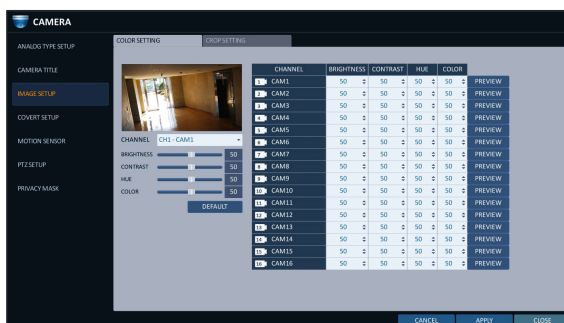 CAMERA
ANALOG TYPE SETUP
CAMERA TITLE
IMAGE SETUP
COVERT SETUP
MOTION SENSOR
PTZ SETUP
PRIVACY MASK
COLOR SETTING CROP SETTING
CHANNEL CH1 - CAM1
BRIGHTNESS 50
CONTRAST 50
HUE 50
COLOR 50
DEFAULT
CHANNEL BRIGHTNESS CONTRAST HUE COLOR
1 CAM1 50 50 50 50 PREVIEW
2 CAM2 50 50 50 50 PREVIEW
3 CAM3 50 50 50 50 PREVIEW
4 CAM4 50 50 50 50 PREVIEW
5 CAM5 50 50 50 50 PREVIEW
6 CAM6 50 50 50 50 PREVIEW
7 CAM7 50 50 50 50 PREVIEW
8 CAM8 50 50 50 50 PREVIEW
9 CAM9 50 50 50 50 PREVIEW
10 CAM10 50 50 50 50 PREVIEW
11 CAM11 50 50 50 50 PREVIEW
12 CAM12 50 50 50 50 PREVIEW
13 CAM13 50 50 50 50 PREVIEW
14 CAM14 50 50 50 50 PREVIEW
15 CAM15 50 50 50 50 PREVIEW
16 CAM16 50 50 50 50 PREVIEW
CANCEL APPLY CLOSE